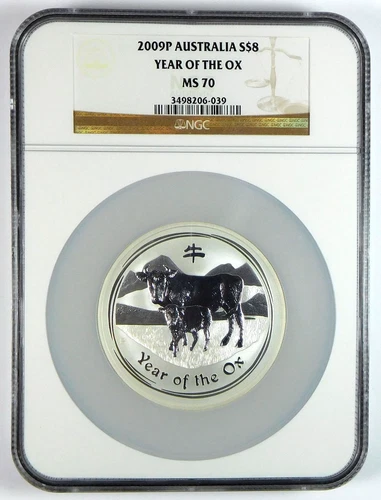 2009P AUSTRALIA S$8
YEAR OF THE OX
MS 70
3498206-039
NGC
牛
Year of the Ox